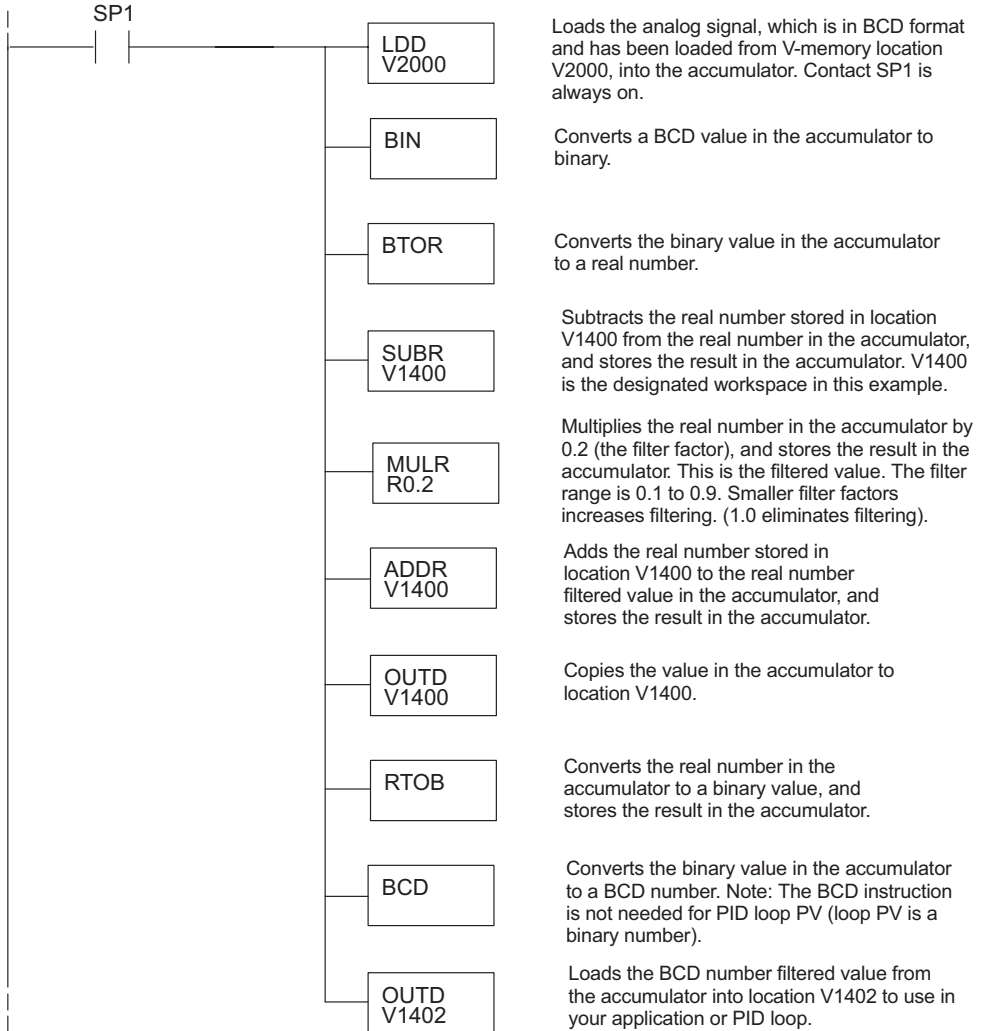 SP1
LDD
V2000
Loads the analog signal, which is in BCD format
and has been loaded from V-memory location
V2000, into the accumulator. Contact SP1 is
always on.
BIN
Converts a BCD value in the accumulator to
binary.
BTOR
Converts the binary value in the accumulator
to a real number.
SUBR
V1400
Subtracts the real number stored in location
V1400 from the real number in the accumulator,
and stores the result in the accumulator. V1400
is the designated workspace in this example.
MULR
R0.2
Multiplies the real number in the accumulator by
0.2 (the filter factor), and stores the result in the
accumulator. This is the filtered value. The filter
range is 0.1 to 0.9. Smaller filter factors
increases filtering. (1.0 eliminates filtering).
ADDR
V1400
Adds the real number stored in
location V1400 to the real number
filtered value in the accumulator, and
stores the result in the accumulator.
OUTD
V1400
Copies the value in the accumulator to
location V1400.
RTOB
Converts the real number in the
accumulator to a binary value, and
stores the result in the accumulator.
BCD
Converts the binary value in the accumulator
to a BCD number. Note: The BCD instruction
is not needed for PID loop PV (loop PV is a
binary number).
OUTD
V1402
Loads the BCD number filtered value from
the accumulator into location V1402 to use in
your application or PID loop.